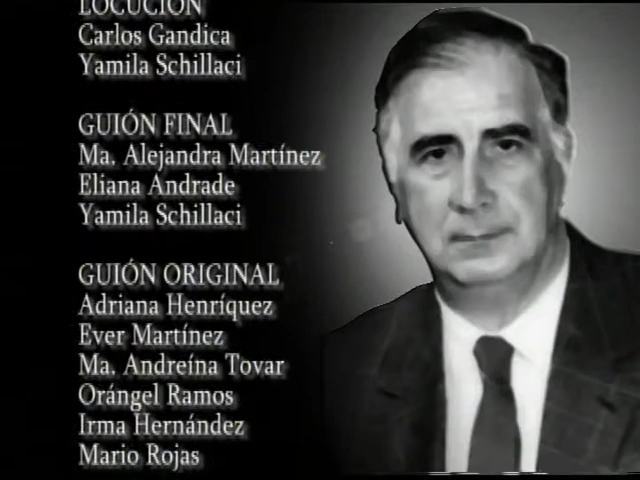 LOCUCIÓN
Carlos Gandica
Yamila Schillaci
GUIÓN FINAL
Ma. Alejandra Martínez
Eliana Andrade
Yamila Schillaci
GUIÓN ORIGINAL
Adriana Henríquez
Ever Martínez
Ma. Andreína Tovar
Orángel Ramos
Irma Hernández
Mario Rojas